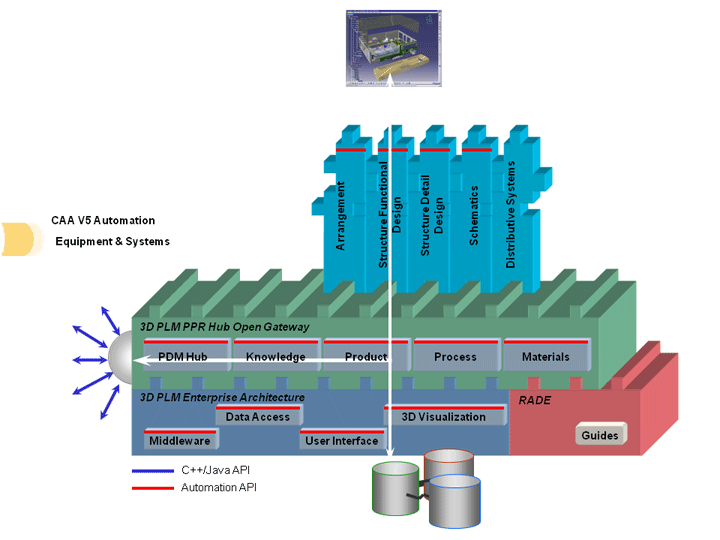 CAA V5 Automation
Equipment & Systems
Arrangement
Structure Functional
Design
Structure Detail
Design
Schematics
Distributive Systems
3D PLM PPR Hub Open Gateway
PDM Hub
Knowledge
Product
Process
Materials
3D PLM Enterprise Architecture
Data Access
3D Visualization
Middleware
User Interface
RADE
Guides
C++/Java API
Automation API